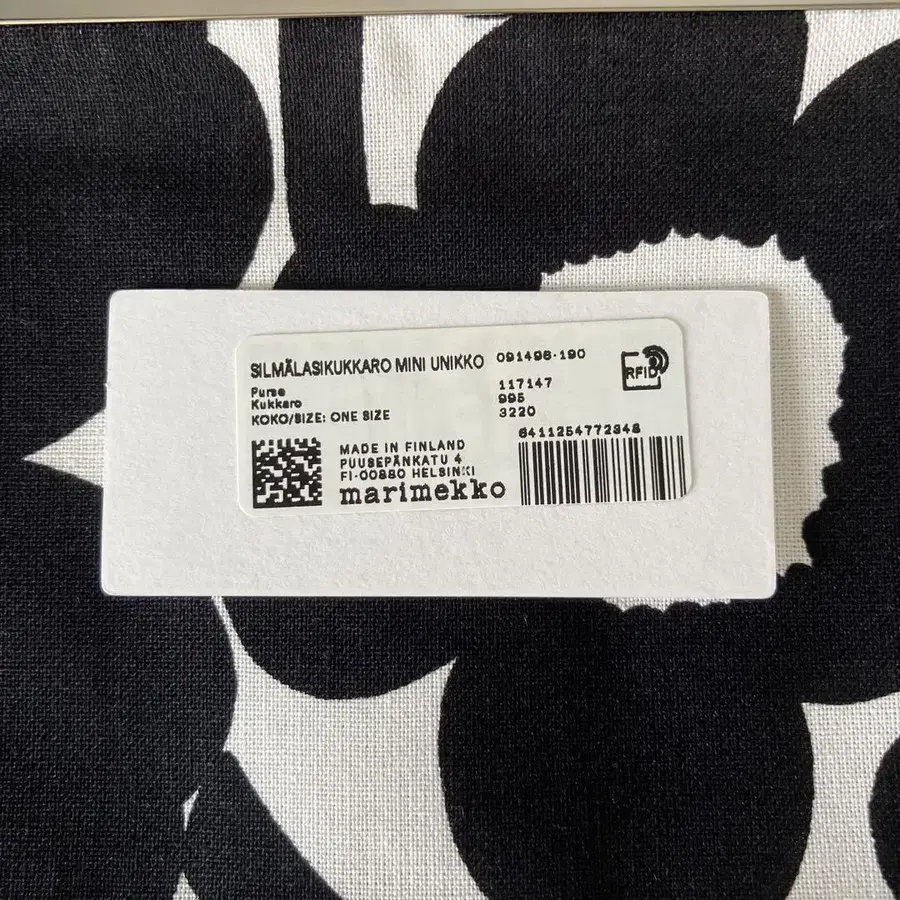 SILMÄLASIKUKKARO MINI UNIKKO 091496-190
Purse 117147
Kukkaro 995
KOKO/SIZE: ONE SIZE 3220
RFID
6411254772348
MADE IN FINLAND
PUUSEPÄNKATU 4
FI-00880 HELSINKI
marimekko